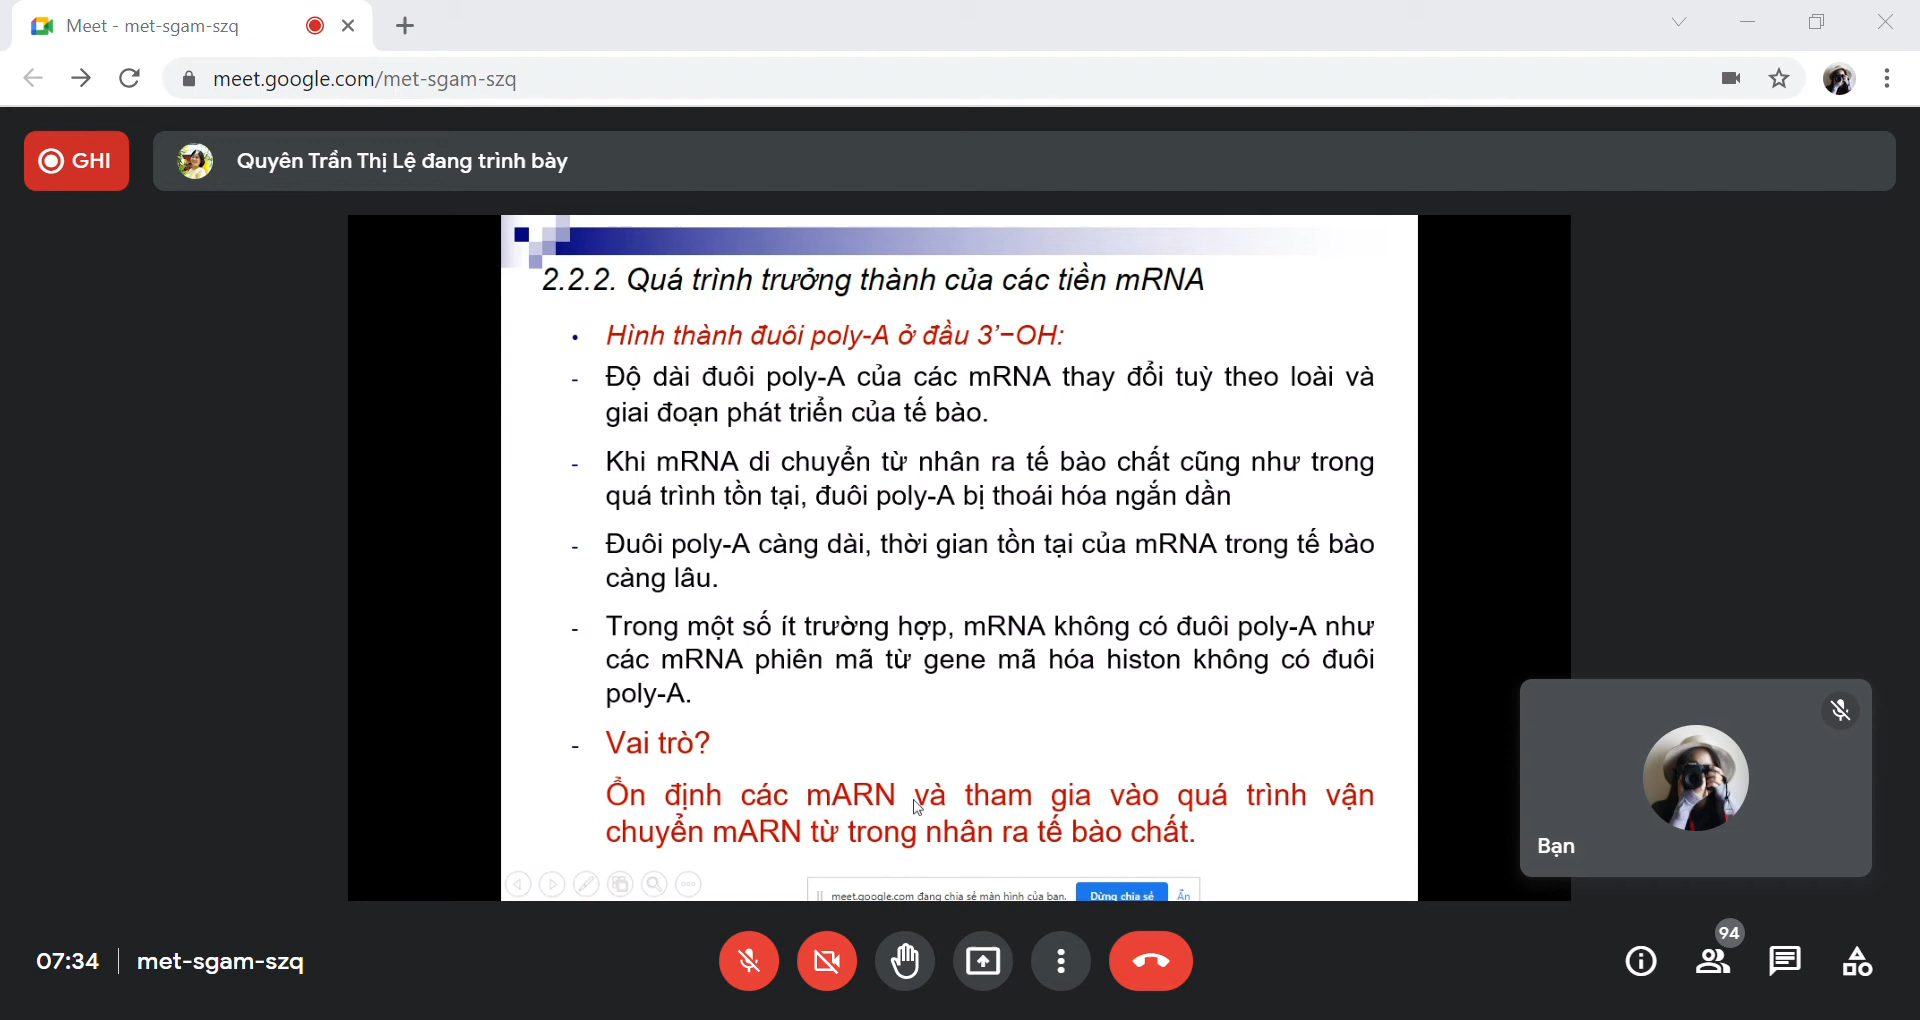 Meet - met-sgam-szq
meet.google.com/met-sgam-szq
GHI
Quyên Trần Thị Lệ đang trình bày
2.2.2. Quá trình trưởng thành của các tiền mRNA
• Hình thành đuôi poly-A ở đầu 3’−OH:
- Độ dài đuôi poly-A của các mRNA thay đổi tuỳ theo loài và
giai đoạn phát triển của tế bào.
- Khi mRNA di chuyển từ nhân ra tế bào chất cũng như trong
quá trình tồn tại, đuôi poly-A bị thoái hóa ngắn dần
- Đuôi poly-A càng dài, thời gian tồn tại của mRNA trong tế bào
càng lâu.
- Trong một số ít trường hợp, mRNA không có đuôi poly-A như
các mRNA phiên mã từ gene mã hóa histon không có đuôi
poly-A.
- Vai trò?
Ổn định các mARN và tham gia vào quá trình vận
chuyển mARN từ trong nhân ra tế bào chất.
Bạn
meet.google.com đang chia sẻ màn hình của bạn. Dừng chia sẻ Ẩn
07:34 met-sgam-szq
94